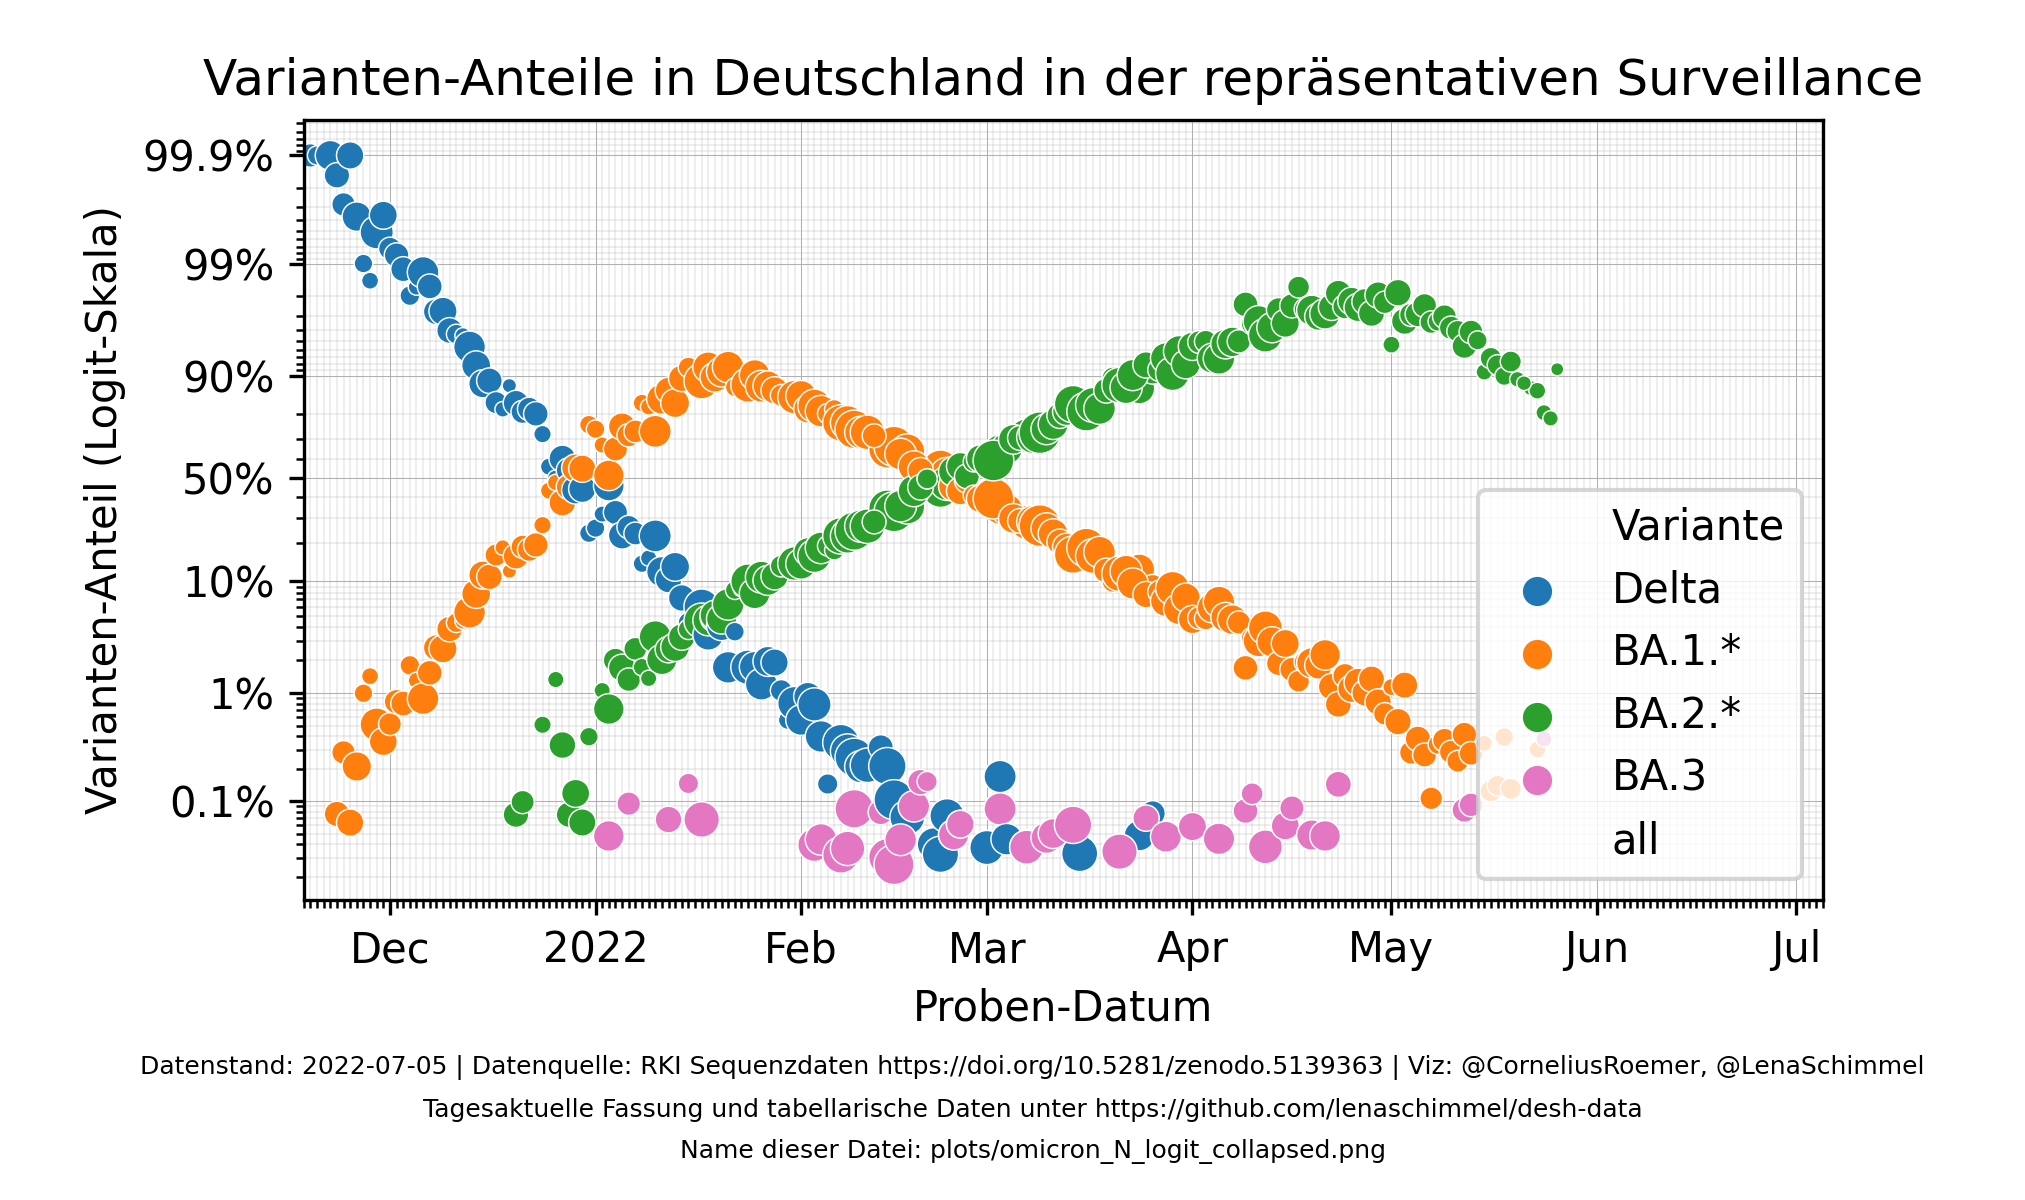 Varianten-Anteile in Deutschland in der repräsentativen Surveillance
Varianten-Anteil (Logit-Skala)
99.9%
99%
90%
50%
10%
1%
0.1%
Variante
Delta
BA.1.*
BA.2.*
BA.3
all
Dec 2022 Feb Mar Apr May Jun Jul
Proben-Datum
Datenstand: 2022-07-05 | Datenquelle: RKI Sequenzdaten https://doi.org/10.5281/zenodo.5139363 | Viz: @CorneliusRoemer, @LenaSchimmel
Tagesaktuelle Fassung und tabellarische Daten unter https://github.com/lenaschimmel/desh-data
Name dieser Datei: plots/omicron_N_logit_collapsed.png